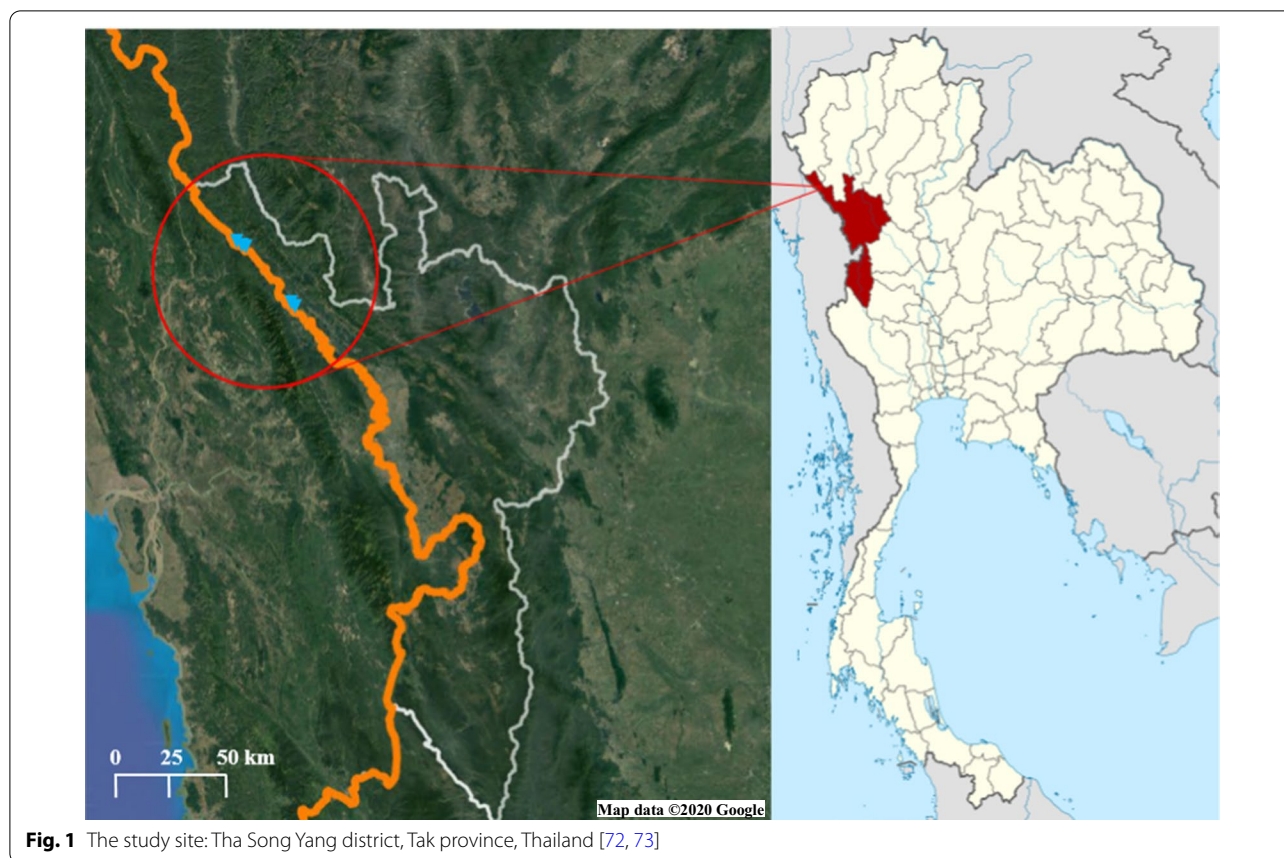 0 25 50 km
Map data ©2020 Google
Fig. 1 The study site: Tha Song Yang district, Tak province, Thailand [72, 73]